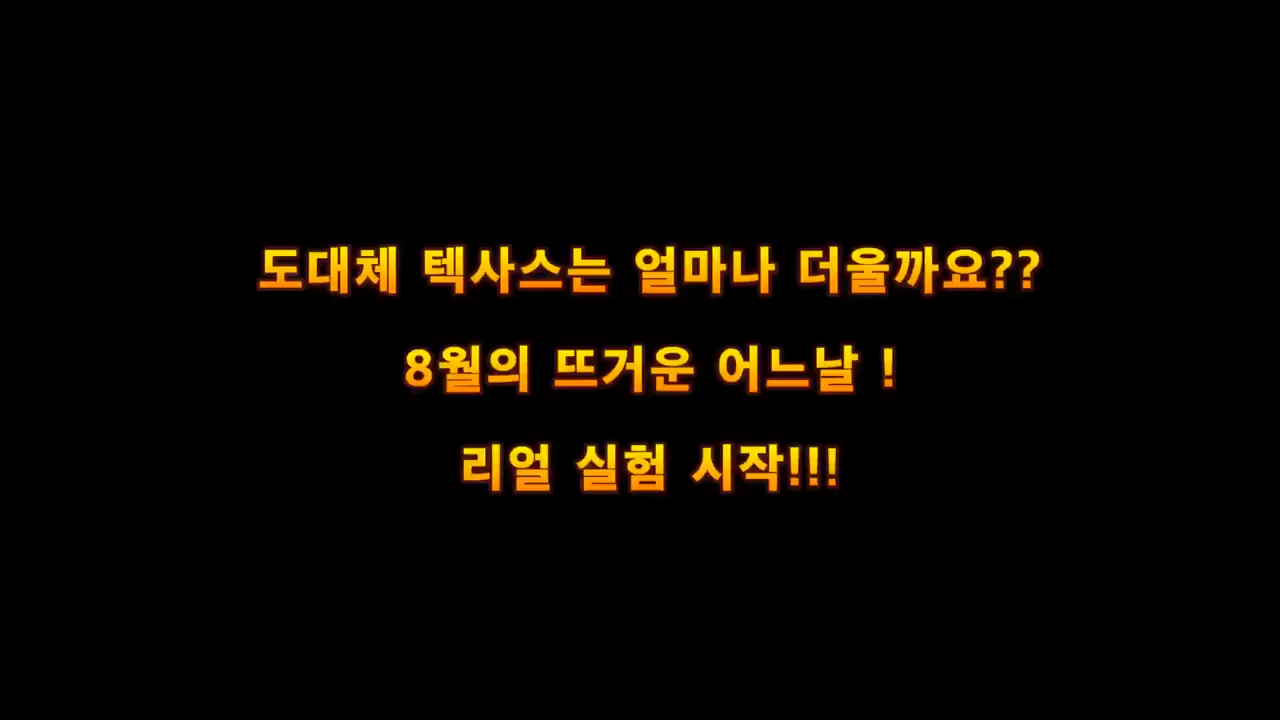 도대체 텍사스는 얼마나 더울까요??
8월의 뜨거운 어느날 !
리얼 실험 시작!!!